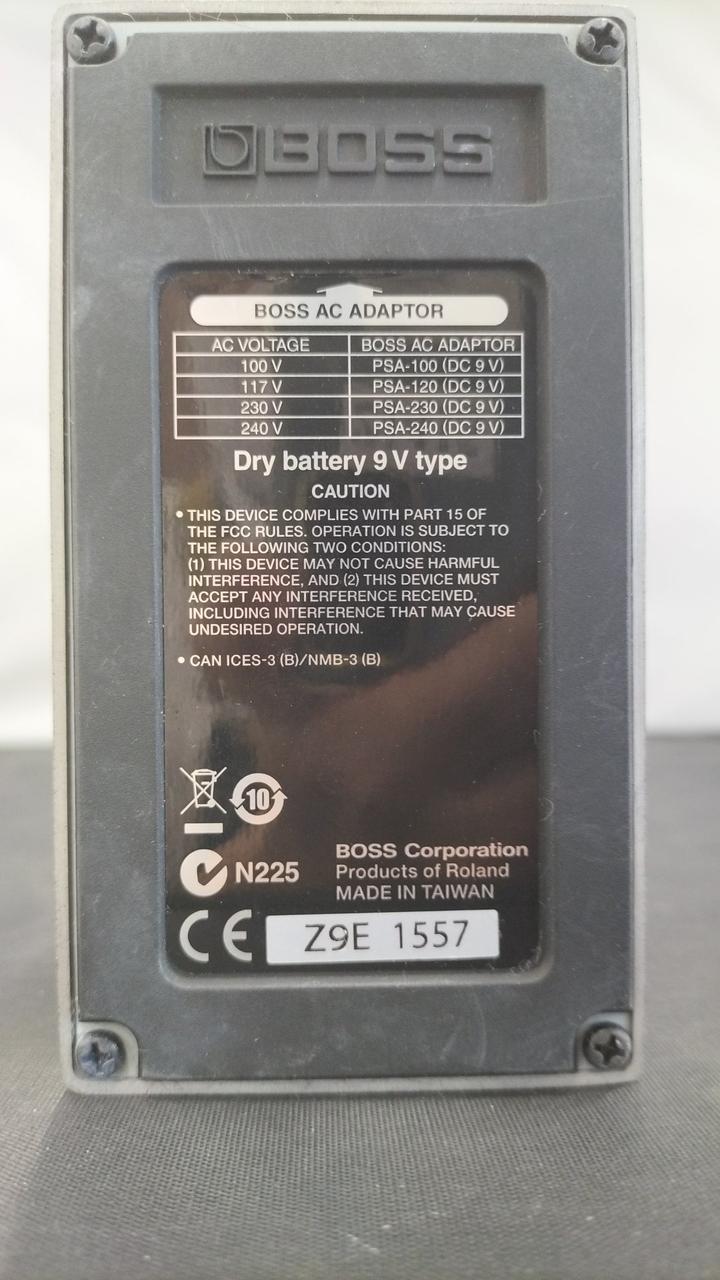 BOSS
BOSS AC ADAPTOR
AC VOLTAGE BOSS AC ADAPTOR
100 V PSA-100 (DC 9 V)
117 V PSA-120 (DC 9 V)
230 V PSA-230 (DC 9 V)
240 V PSA-240 (DC 9 V)
Dry battery 9 V type
CAUTION
• THIS DEVICE COMPLIES WITH PART 15 OF
THE FCC RULES. OPERATION IS SUBJECT TO
THE FOLLOWING TWO CONDITIONS:
(1) THIS DEVICE MAY NOT CAUSE HARMFUL
INTERFERENCE, AND (2) THIS DEVICE MUST
ACCEPT ANY INTERFERENCE RECEIVED,
INCLUDING INTERFERENCE THAT MAY CAUSE
UNDESIRED OPERATION.
• CAN ICES-3 (B)/NMB-3 (B)
10
N225
BOSS Corporation
Products of Roland
MADE IN TAIWAN
CE
Z9E 1557